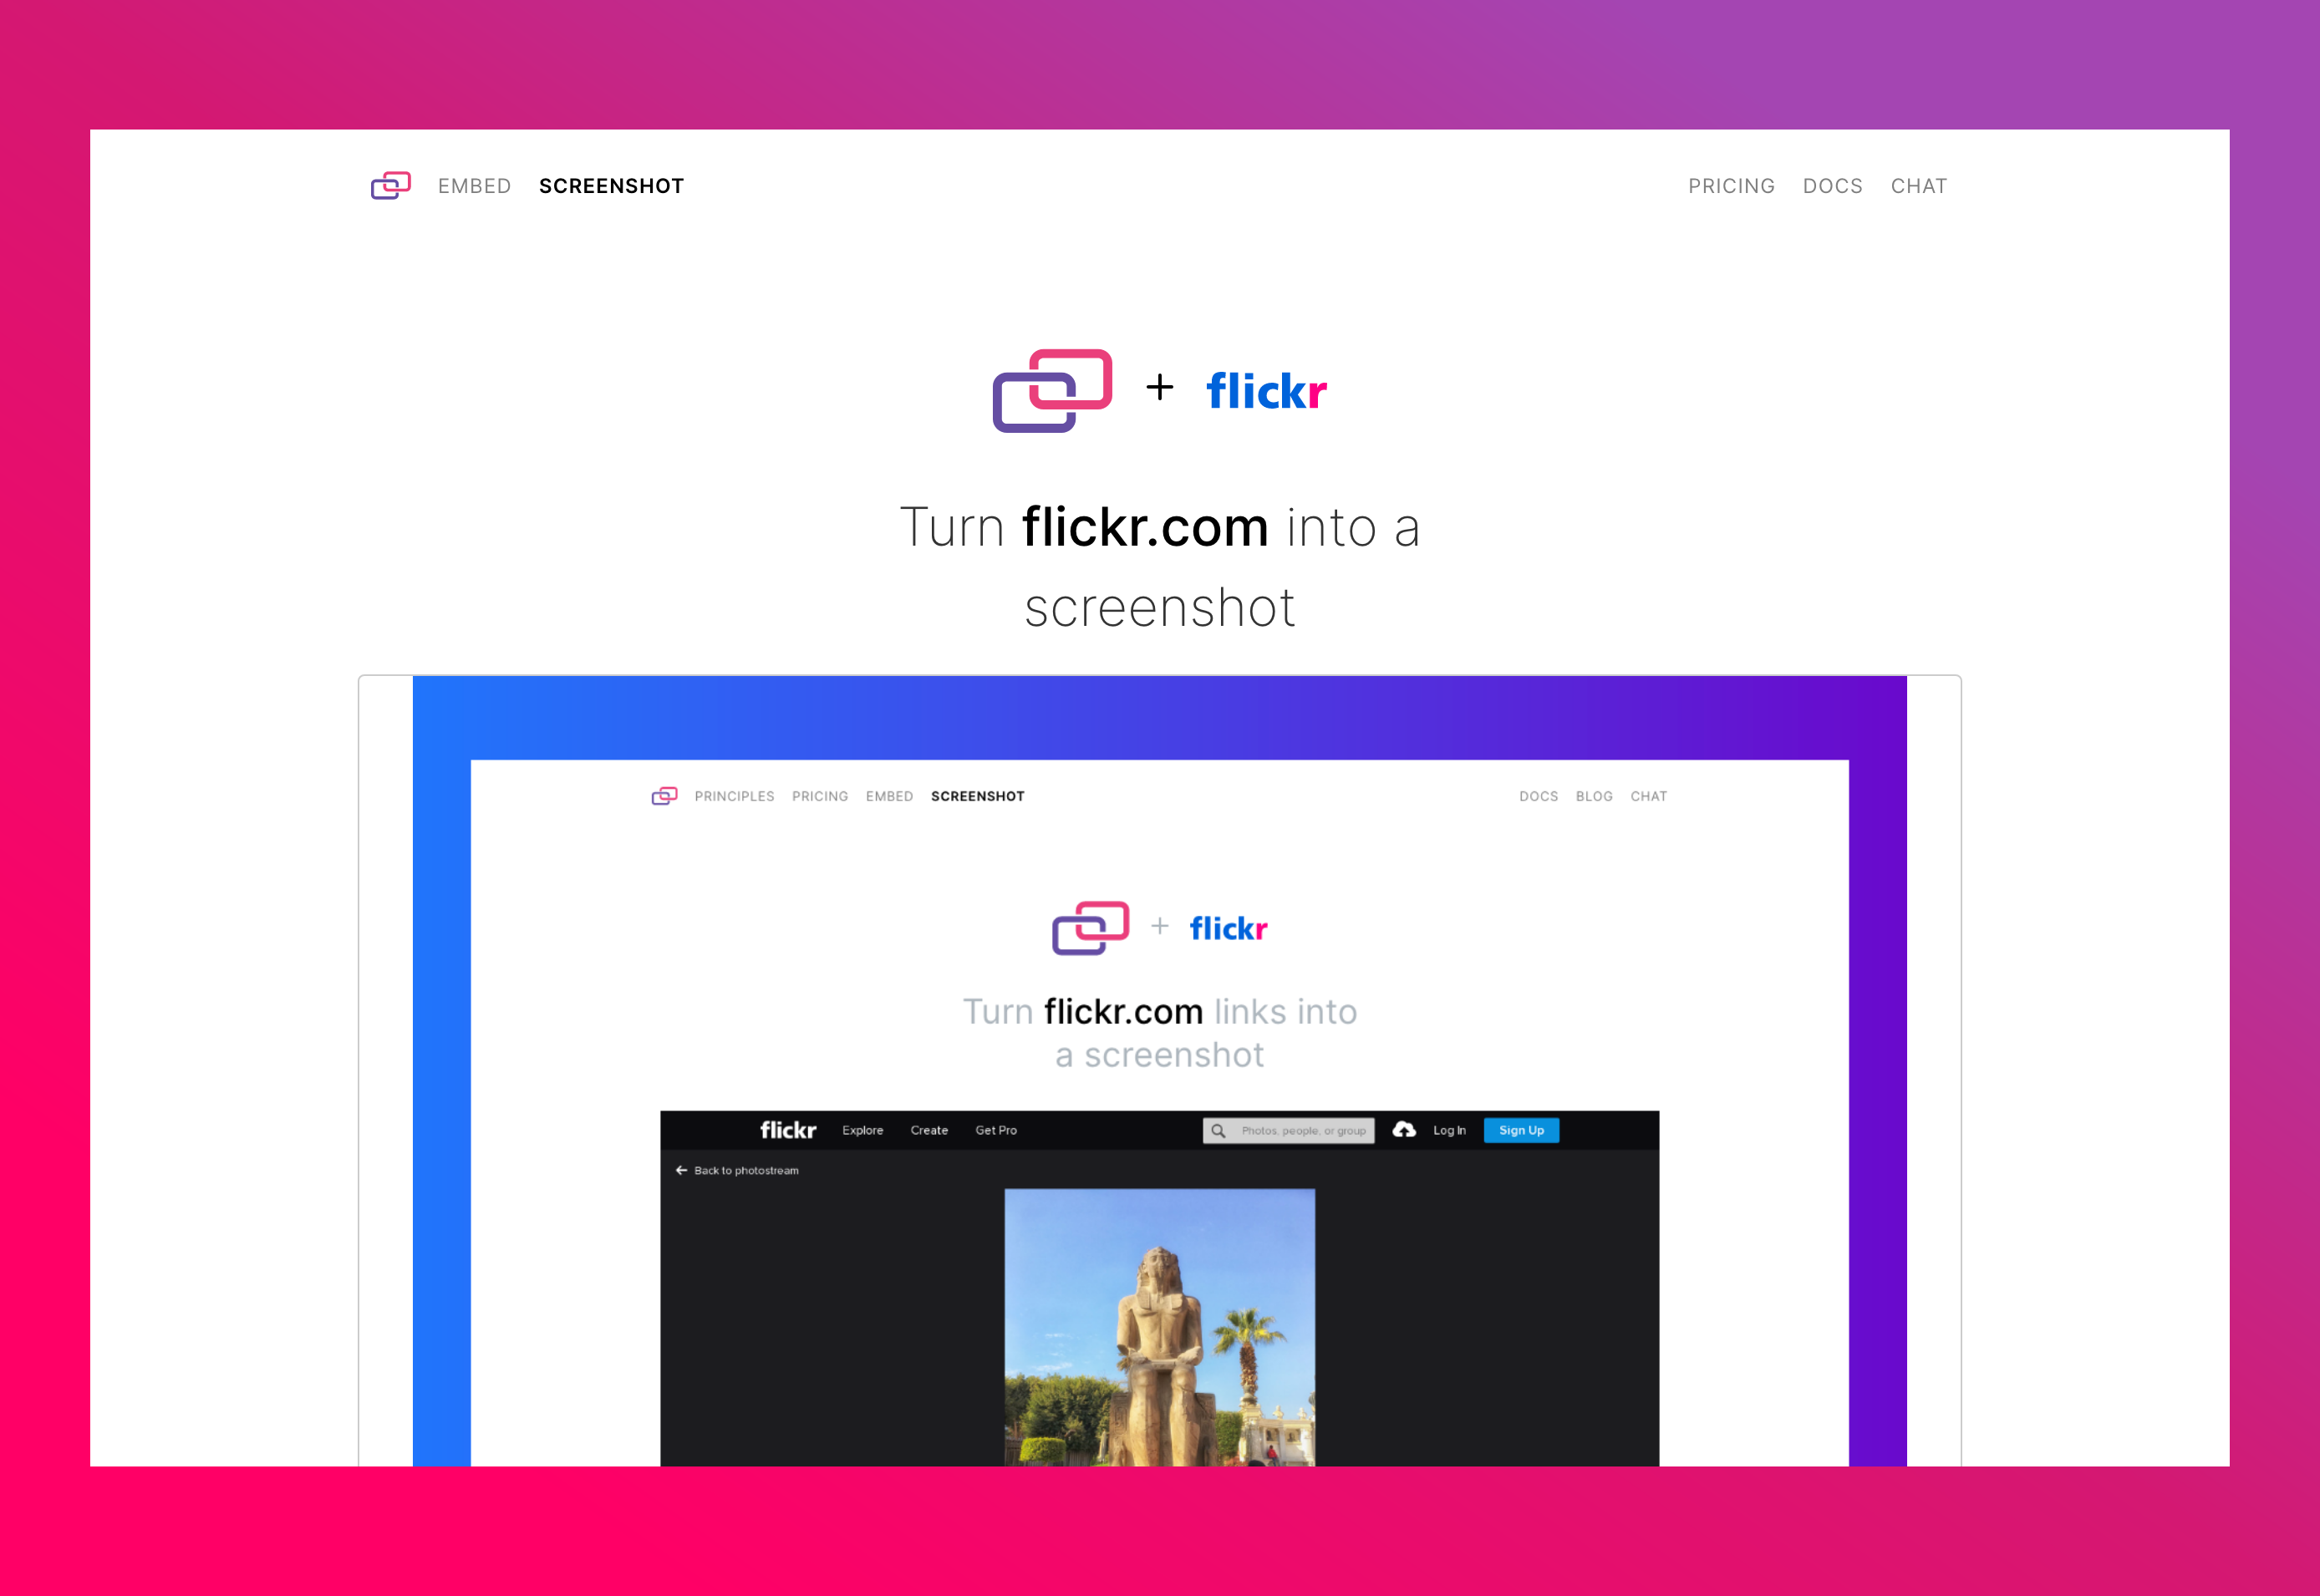 EMBED SCREENSHOT PRICING DOCS CHAT
+ flickr
Turn flickr.com into a
screenshot
PRINCIPLES PRICING EMBED SCREENSHOT DOCS BLOG CHAT
+ flickr
Turn flickr.com links into
a screenshot
flickr Explore Create Get Pro Photos, people, or group Log In Sign Up
Back to photostream